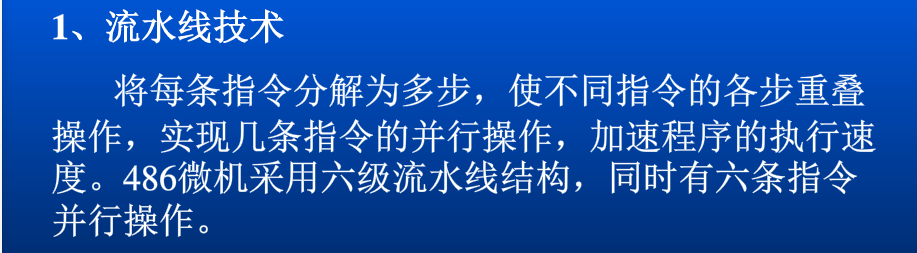 1、流水线技术
将每条指令分解为多步，使不同指令的各步重叠
操作，实现几条指令的并行操作，加速程序的执行速
度。486微机采用六级流水线结构，同时有六条指令
并行操作。